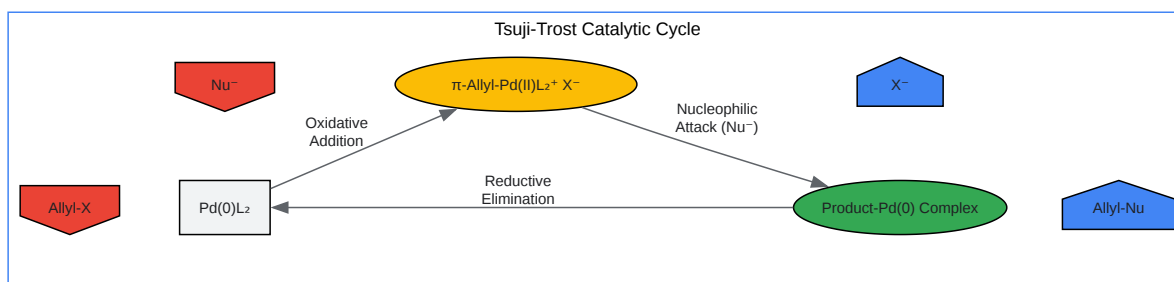 Tsuji-Trost Catalytic Cycle
Nu⁻
π-Allyl-Pd(II)L₂⁺ X⁻
X⁻
Oxidative
Addition
Nucleophilic
Attack (Nu⁻)
Allyl-X
Pd(0)L₂
Reductive
Elimination
Product-Pd(0) Complex
Allyl-Nu